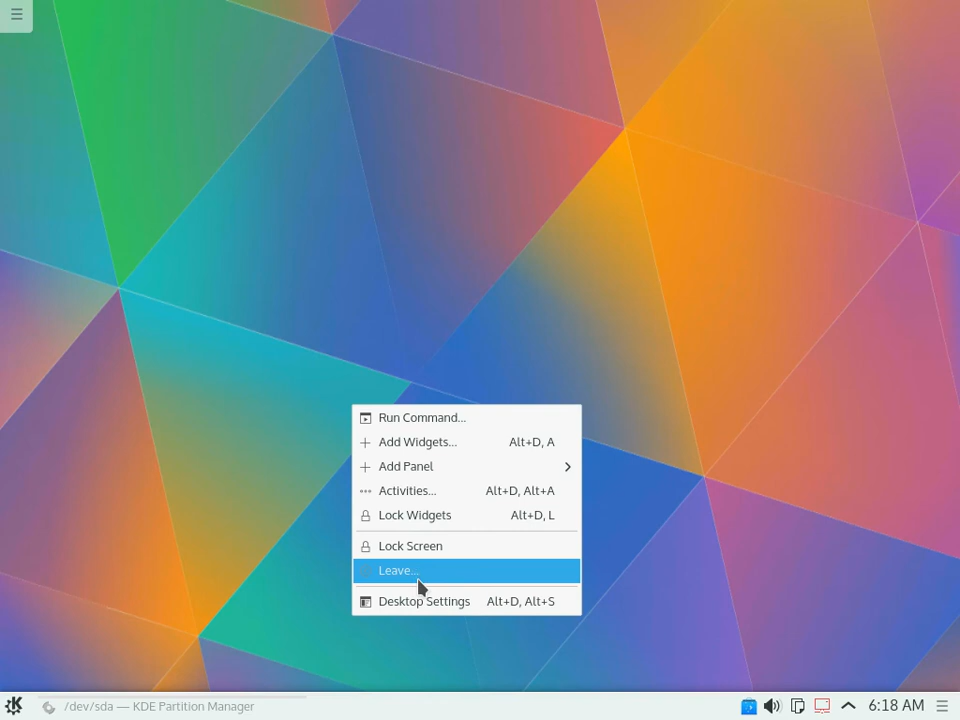 Run Command...
Add Widgets... Alt+D, A
Add Panel
Activities... Alt+D, Alt+A
Lock Widgets Alt+D, L
Lock Screen
Leave...
Desktop Settings Alt+D, Alt+S
/dev/sda — KDE Partition Manager 6:18 AM